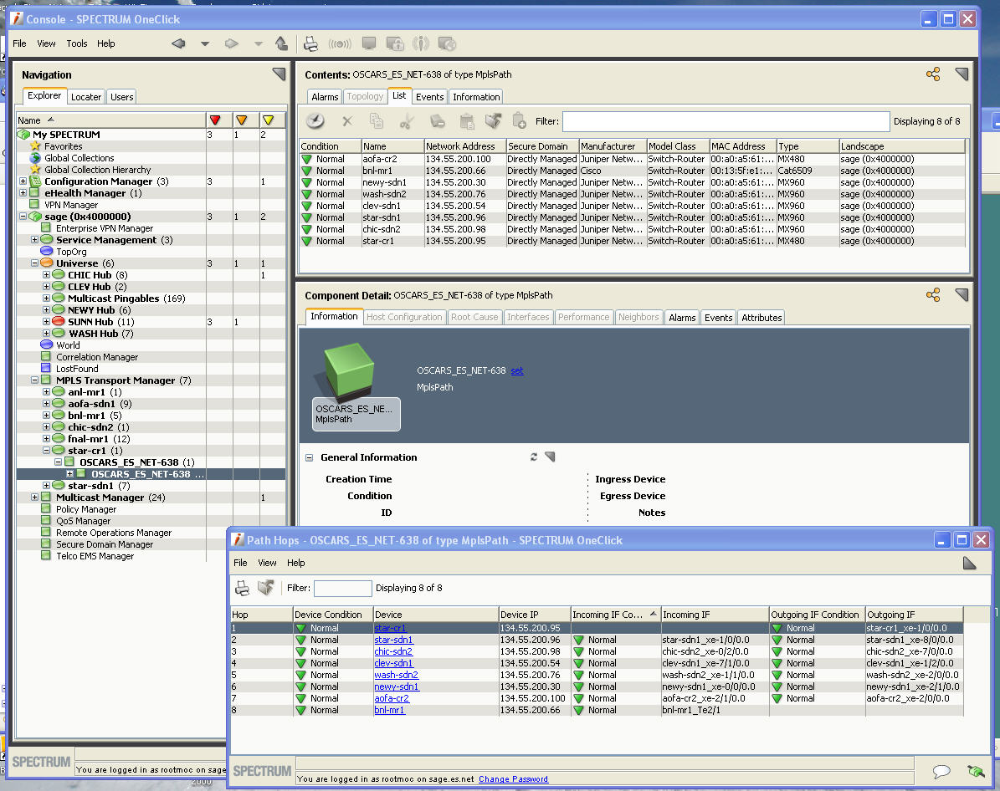 Console - SPECTRUM OneClick
File View Tools Help
Navigation
Explorer Locater Users
Name
My SPECTRUM 3 1 2
Favorites
Global Collections
Global Collection Hierarchy
Configuration Manager (3) 3 1
eHealth Manager (1)
VPN Manager
sage (0x4000000) 3 1 2
Enterprise VPN Manager
Service Management (3)
TopOrg
Universe (6) 3 1 1
CHIC Hub (8) 1
CLEV Hub (2)
Multicast Pingables (169)
NEWY Hub (6)
SUNN Hub (11) 3 1
WASH Hub (7)
World
Correlation Manager
LostFound
MPLS Transport Manager (7)
anl-mr1 (1)
aofa-sdn1 (9)
bnl-mr1 (5)
chic-sdn2 (1)
fnal-mr1 (12)
star-cr1 (1)
OSCARS_ES_NET-638 (1)
OSCARS_ES_NET-638 ...
star-sdn1 (7)
Multicast Manager (24) 1
Policy Manager
QoS Manager
Remote Operations Manager
Secure Domain Manager
Telco EMS Manager
SPECTRUM
You are logged in as rootmoc on sage
2000
Contents: OSCARS_ES_NET-638 of type MplsPath
Alarms Topology List Events Information
Filter: Displaying 8 of 8
Condition Name Network Address Secure Domain Manufacturer Model Class MAC Address Type Landscape
Normal aofa-cr2 134.55.200.100 Directly Managed Juniper Netw... Switch-Router 00:a0:a5:61:... MX480 sage (0x4000000)
Normal bnl-mr1 134.55.200.66 Directly Managed Cisco Switch-Router 00:13:5f:e1:... Cat6509 sage (0x4000000)
Normal newy-sdn1 134.55.200.30 Directly Managed Juniper Netw... Switch-Router 00:a0:a5:61:... MX960 sage (0x4000000)
Normal wash-sdn2 134.55.200.76 Directly Managed Juniper Netw... Switch-Router 00:a0:a5:61:... MX960 sage (0x4000000)
Normal clev-sdn1 134.55.200.54 Directly Managed Juniper Netw... Switch-Router 00:a0:a5:61:... MX960 sage (0x4000000)
Normal star-sdn1 134.55.200.96 Directly Managed Juniper Netw... Switch-Router 00:a0:a5:61:... MX960 sage (0x4000000)
Normal chic-sdn2 134.55.200.98 Directly Managed Juniper Netw... Switch-Router 00:a0:a5:61:... MX960 sage (0x4000000)
Normal star-cr1 134.55.200.95 Directly Managed Juniper Netw... Switch-Router 00:a0:a5:61:... MX480 sage (0x4000000)
Component Detail: OSCARS_ES_NET-638 of type MplsPath
Information Host Configuration Root Cause Interfaces Performance Neighbors Alarms Events Attributes
OSCARS_ES_NET-638 set
MplsPath
OSCARS_ES_NE...
MplsPath
General Information
Creation Time Ingress Device
Condition Egress Device
ID Notes
Path Hops - OSCARS_ES_NET-638 of type MplsPath - SPECTRUM OneClick
File View Help
Filter: Displaying 8 of 8
Hop Device Condition Device Device IP Incoming IF Co... Incoming IF Outgoing IF Condition Outgoing IF
1 Normal star-cr1 134.55.200.95 Normal star-cr1_xe-1/0/0.0
2 Normal star-sdn1 134.55.200.96 Normal star-sdn1_xe-1/0/0.0 Normal star-sdn1_xe-8/0/0.0
3 Normal chic-sdn2 134.55.200.98 Normal chic-sdn2_xe-0/2/0.0 Normal chic-sdn2_xe-7/0/0.0
4 Normal clev-sdn1 134.55.200.54 Normal clev-sdn1_xe-7/1/0.0 Normal clev-sdn1_xe-1/2/0.0
5 Normal wash-sdn2 134.55.200.76 Normal wash-sdn2_xe-1/1/0.0 Normal wash-sdn2_xe-2/0/0.0
6 Normal newy-sdn1 134.55.200.30 Normal newy-sdn1_xe-0/0/0.0 Normal newy-sdn1_xe-2/1/0.0
7 Normal aofa-cr2 134.55.200.100 Normal aofa-cr2_xe-2/1/0.0 Normal aofa-cr2_xe-2/0/0.0
8 Normal bnl-mr1 134.55.200.66 Normal bnl-mr1_Te2/1
SPECTRUM
You are logged in as rootmoc on sage.es.net Change Password